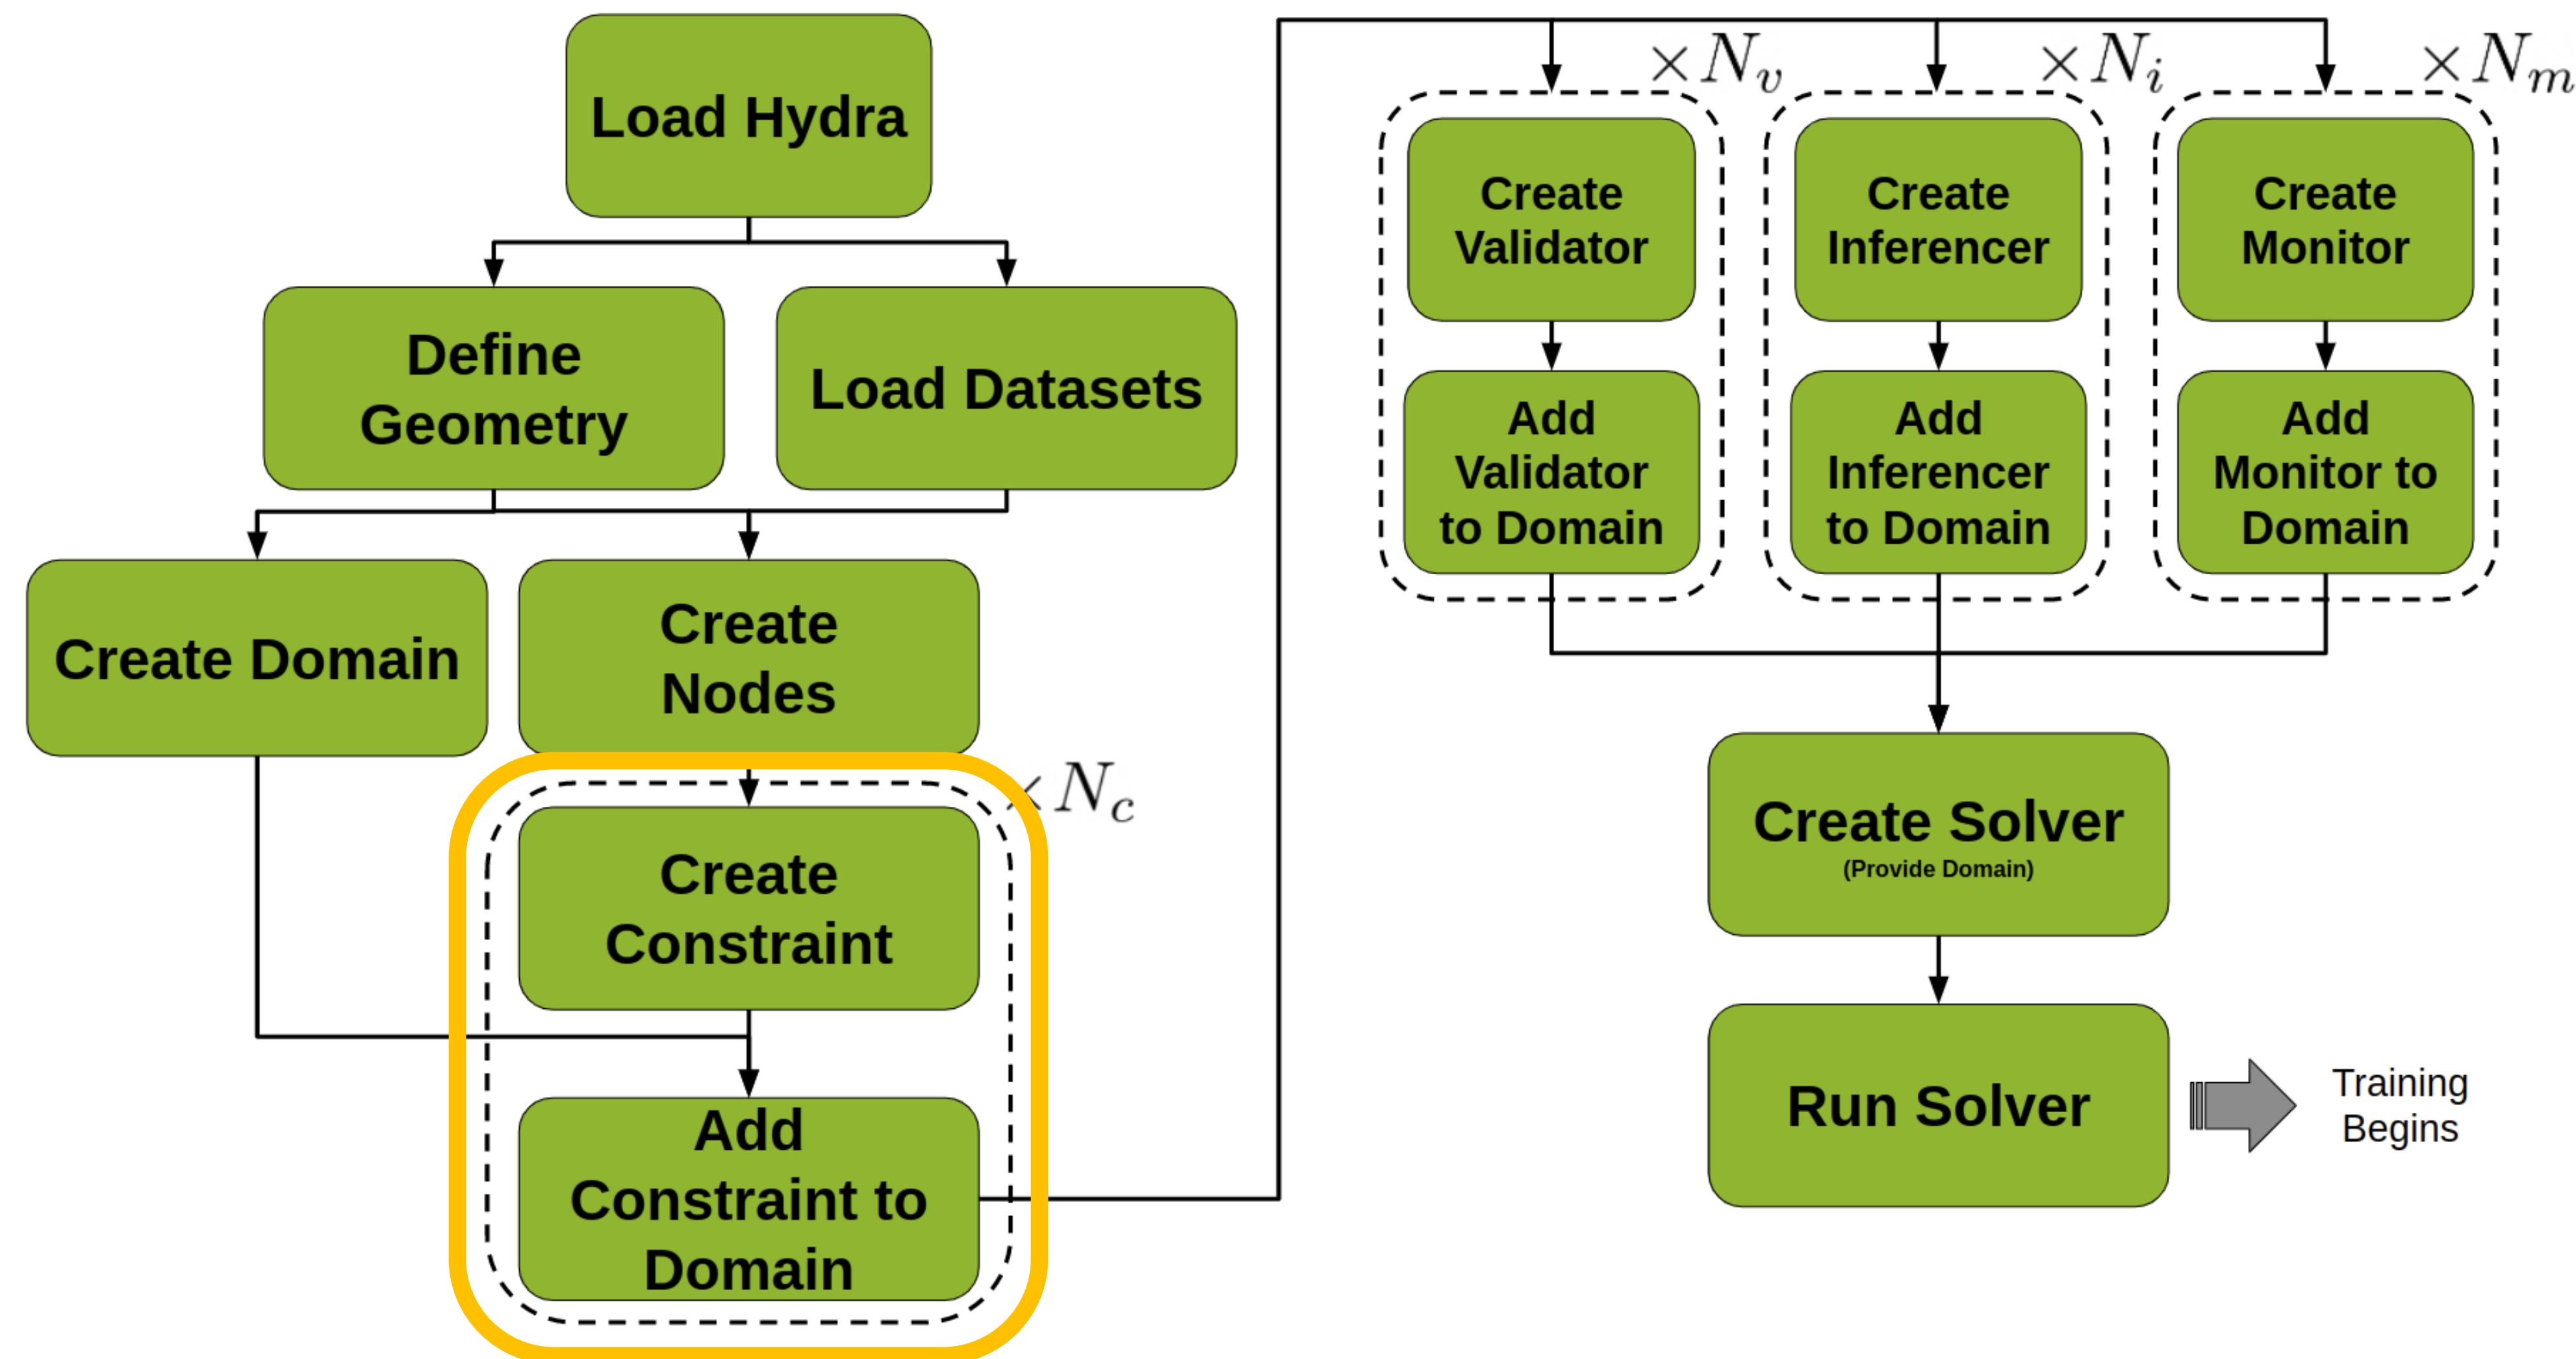 Load Hydra
Define
Geometry
Load Datasets
Create Domain
Create
Nodes
×N_c
Create
Constraint
Add
Constraint to
Domain
×N_v
Create
Validator
Add
Validator
to Domain
×N_i
Create
Inferencer
Add
Inferencer
to Domain
×N_m
Create
Monitor
Add
Monitor to
Domain
Create Solver
(Provide Domain)
Run Solver
Training
Begins